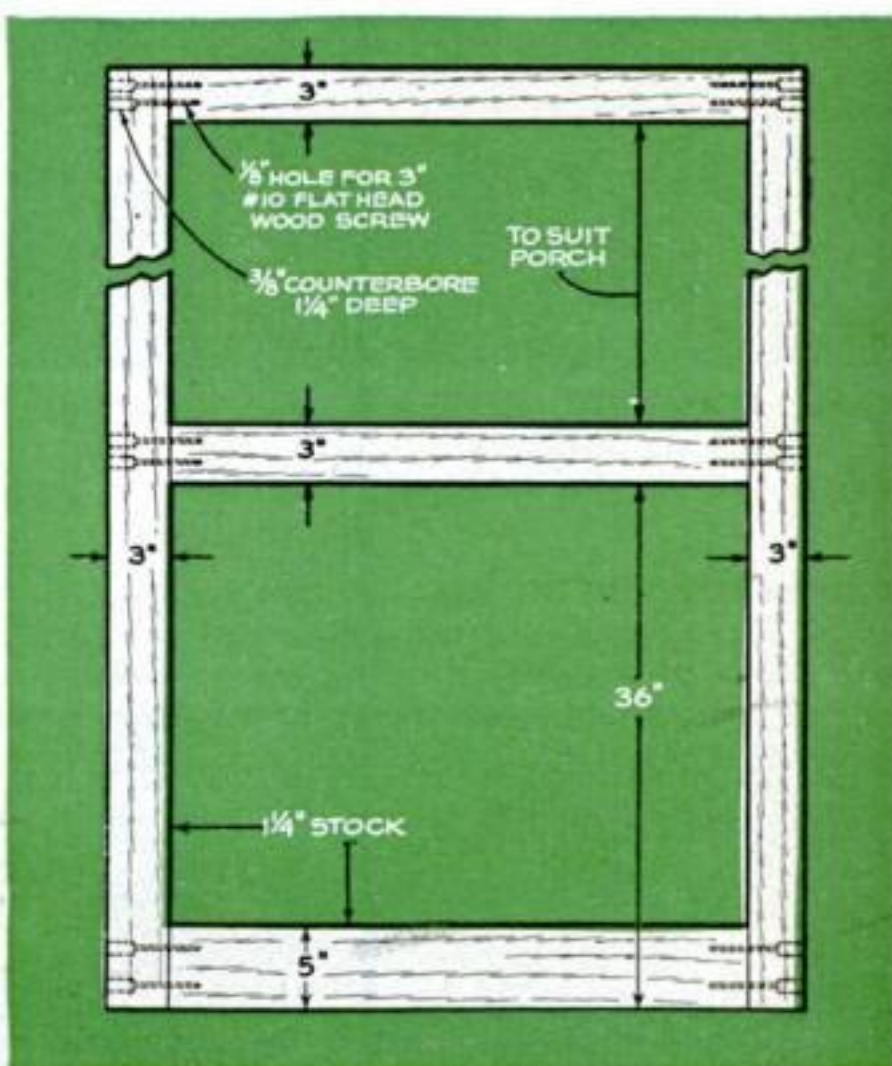 3"
⅛" HOLE FOR 3"
#10 FLAT HEAD
WOOD SCREW
TO SUIT
PORCH
⅜" COUNTERBORE
1¼" DEEP
3"
3"
3"
36"
1¼" STOCK
5"